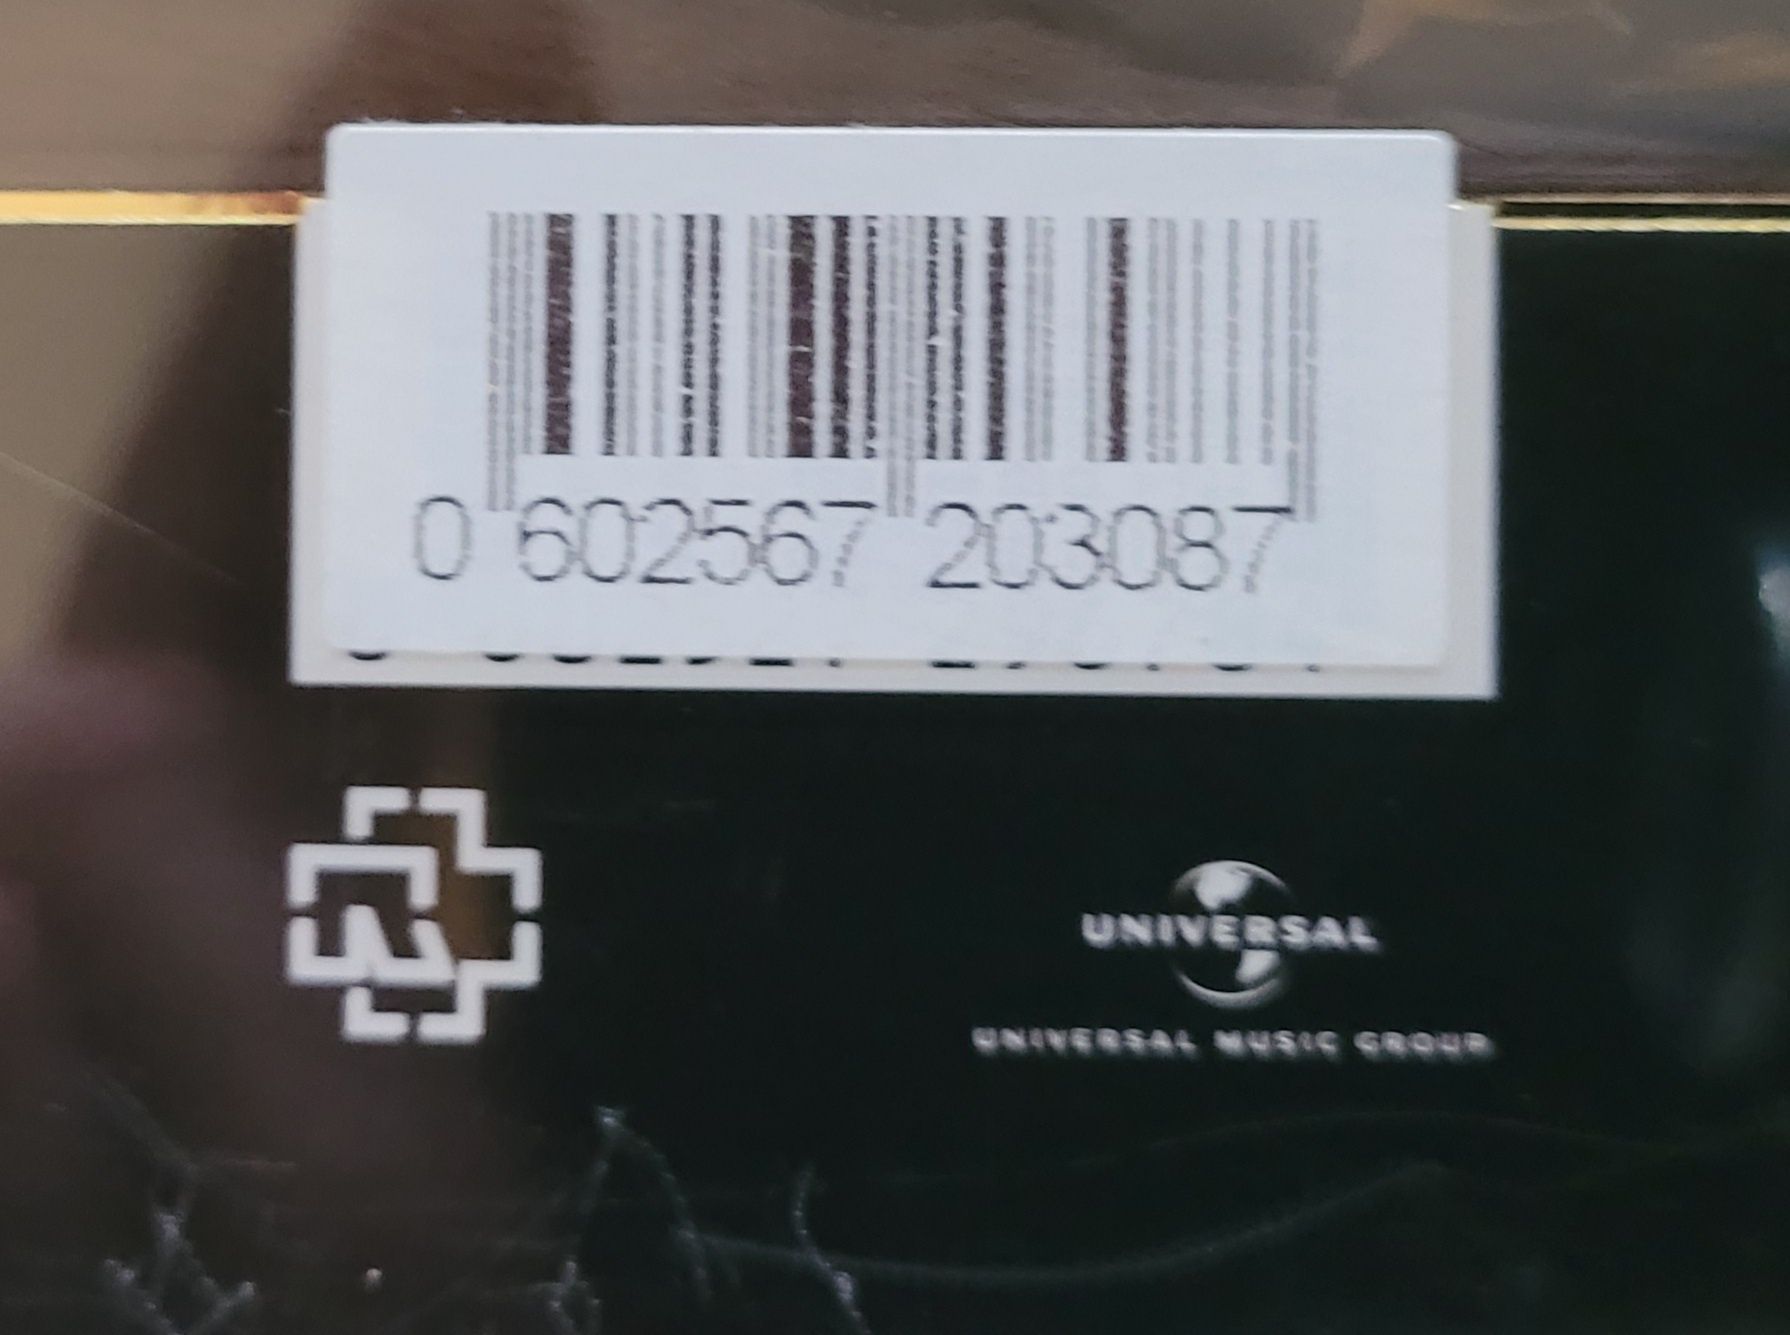 0 602567 203087
UNIVERSAL
UNIVERSAL MUSIC GROUP